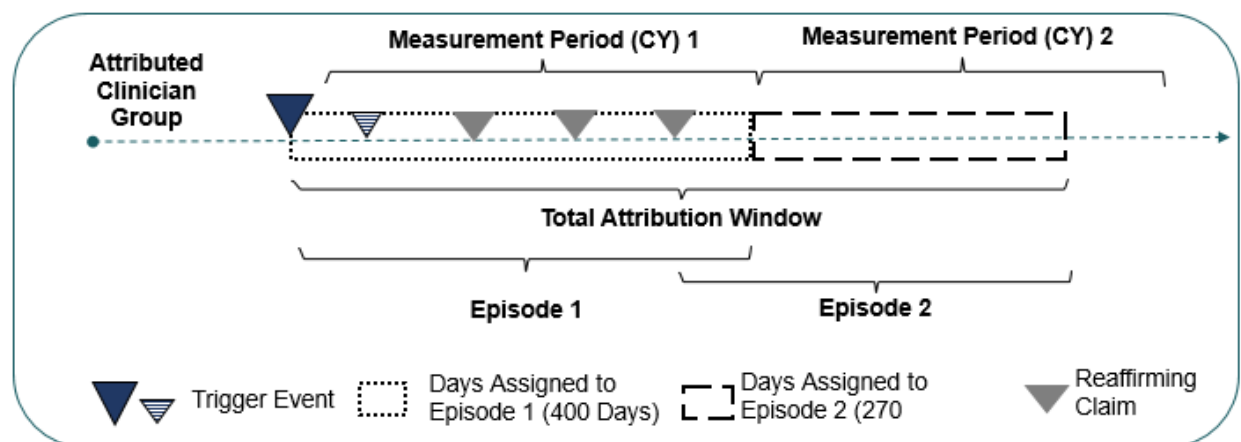 Measurement Period (CY) 1
Measurement Period (CY) 2
Attributed
Clinician
Group
Total Attribution Window
Episode 1
Episode 2
Trigger Event
Days Assigned to
Episode 1 (400 Days)
Days Assigned to
Episode 2 (270
Reaffirming
Claim